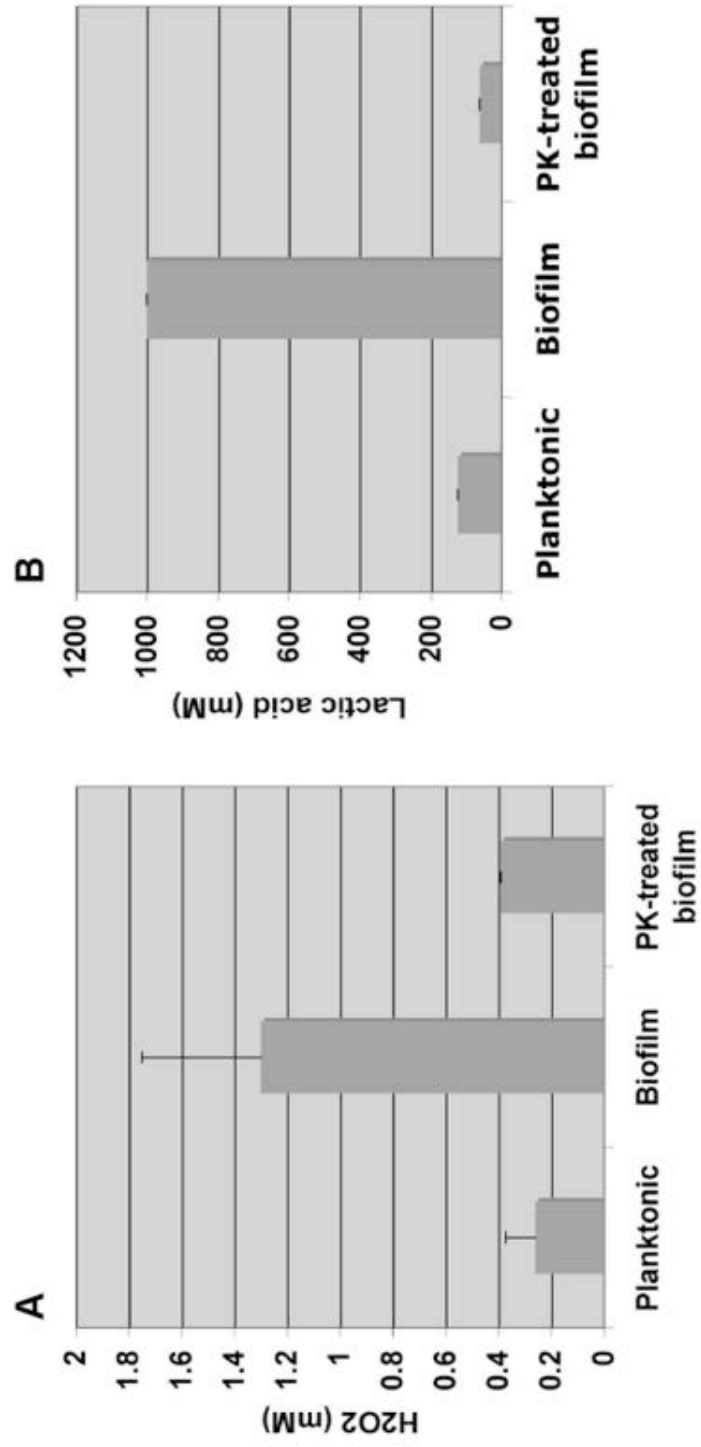 A
H2O2 (mM)
2
1.8
1.6
1.4
1.2
1
0.8
0.6
0.4
0.2
0
Planktonic
Biofilm
PK-treated
biofilm
B
Lactic acid (mM)
1200
1000
800
600
400
200
0
Planktonic
Biofilm
PK-treated
biofilm